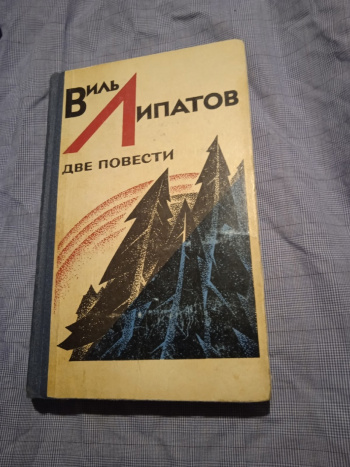 Виль
Липатов
две повести